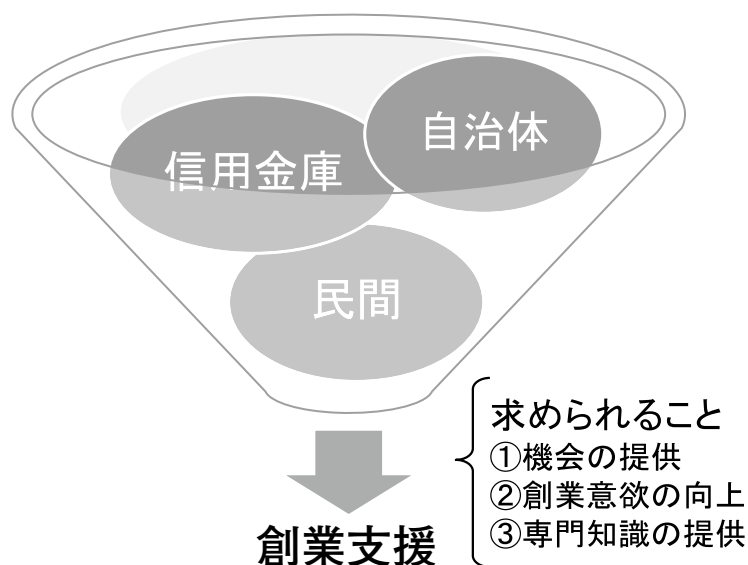 自治体
信用金庫
民間
求められること
①機会の提供
②創業意欲の向上
③専門知識の提供
創業支援